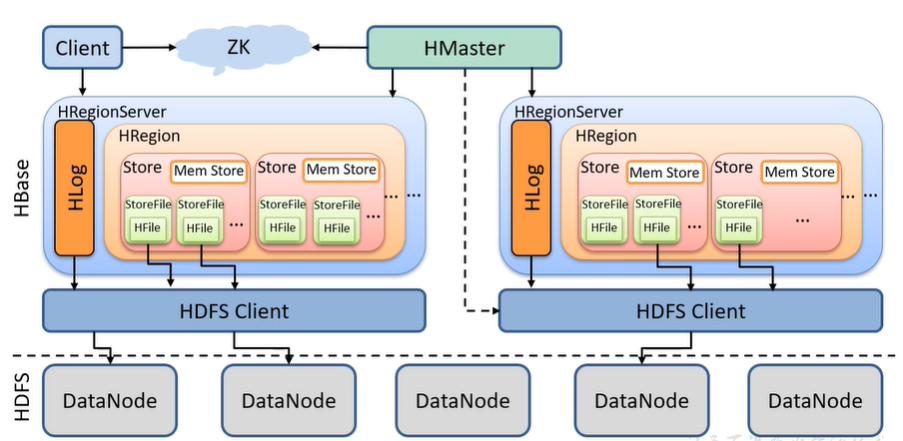 Client
ZK
HMaster
HBase
HRegionServer
HLog
HRegion
Store
Mem Store
StoreFile
HFile
StoreFile
HFile
...
Store
Mem Store
StoreFile
HFile
StoreFile
HFile
...
...
...
HRegionServer
HLog
HRegion
Store
Mem Store
StoreFile
HFile
StoreFile
HFile
...
Store
Mem Store
StoreFile
HFile
...
...
...
HDFS Client
HDFS Client
HDFS
DataNode
DataNode
DataNode
DataNode
DataNode